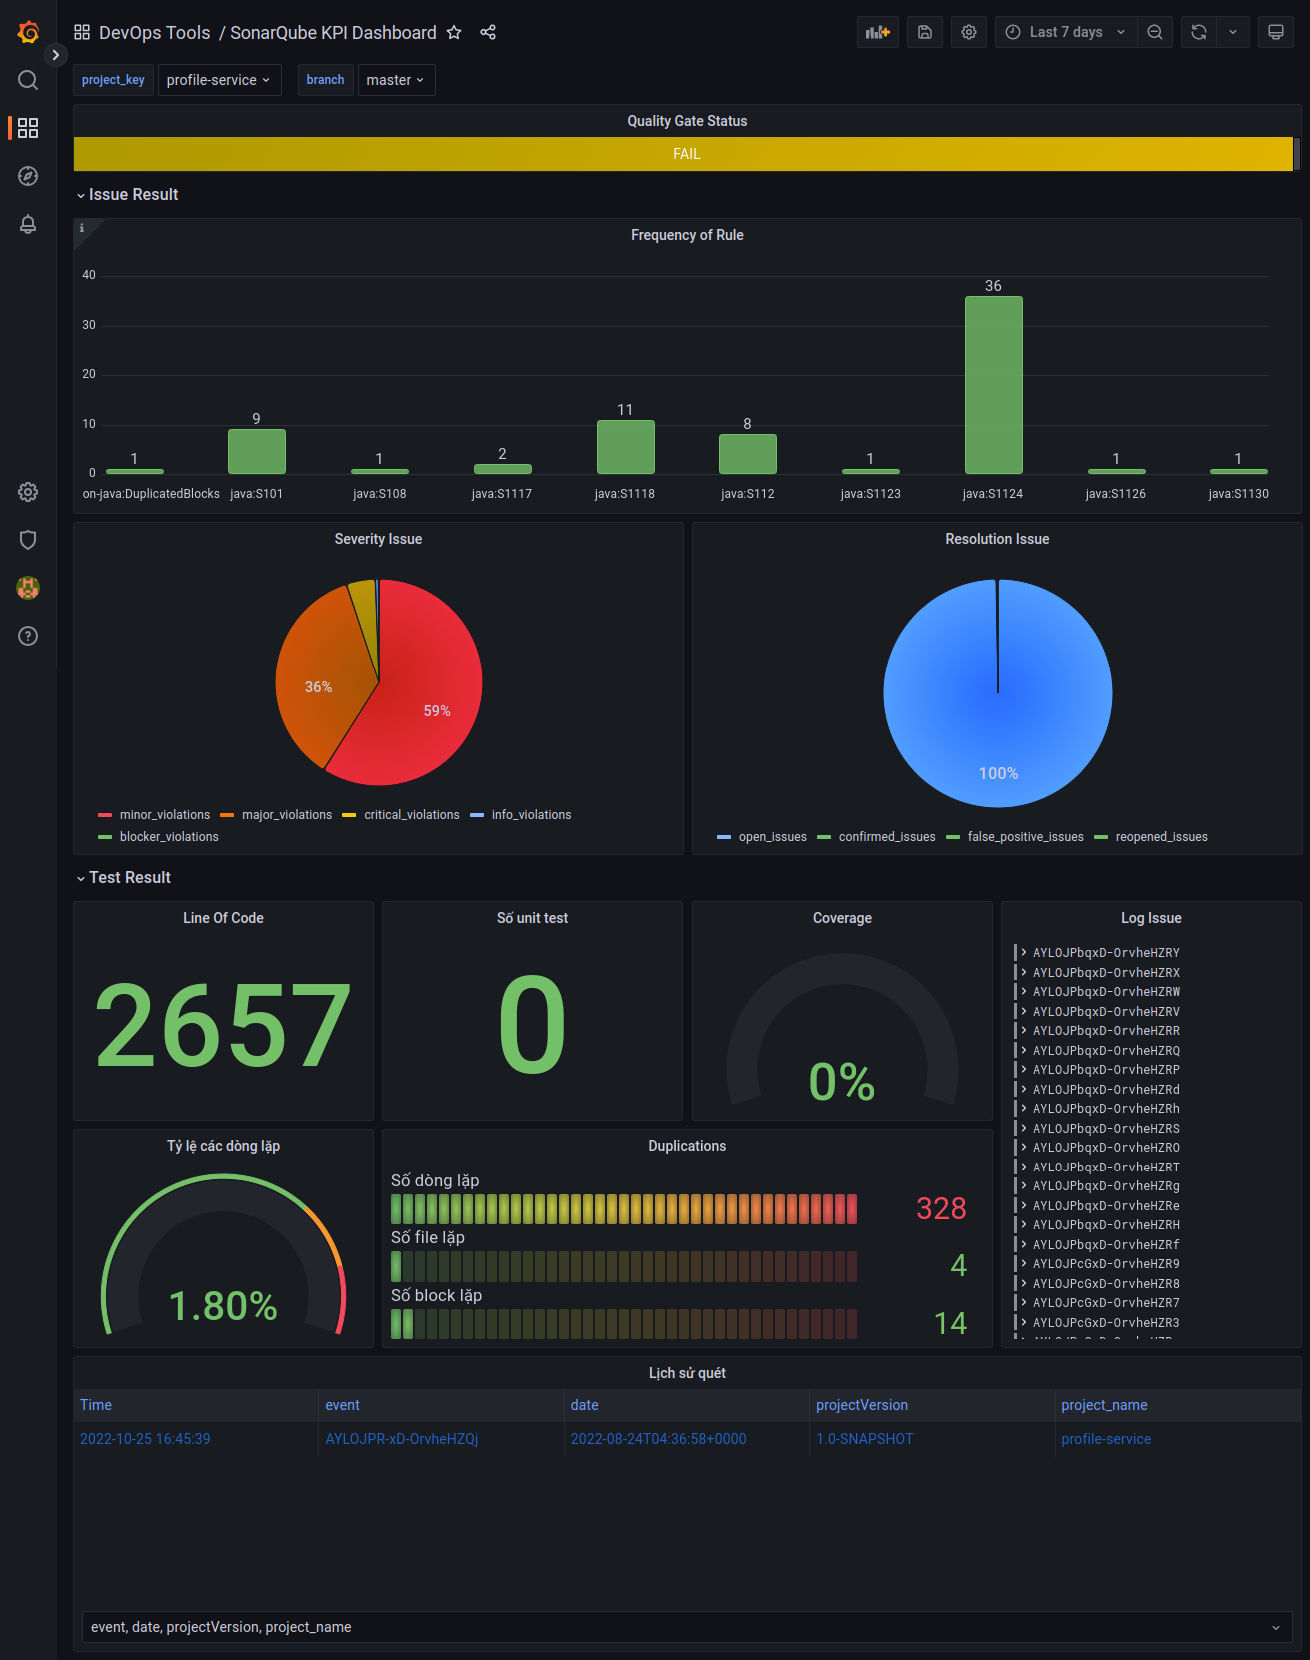 DevOps Tools / SonarQube KPI Dashboard
Last 7 days
project_key profile-service branch master
Quality Gate Status
FAIL
Issue Result
i
Frequency of Rule
40
30
20
10
0
1 9 1 2 11 8 1 36 1 1
on-java:DuplicatedBlocks java:S101 java:S108 java:S1117 java:S1118 java:S112 java:S1123 java:S1124 java:S1126 java:S1130
Severity Issue
36%
59%
minor_violations major_violations critical_violations info_violations
blocker_violations
Resolution Issue
100%
open_issues confirmed_issues false_positive_issues reopened_issues
Test Result
Line Of Code
2657
Số unit test
0
Coverage
0%
Log Issue
AYLOJPbqxD-OrvheHZRY
AYLOJPbqxD-OrvheHZRX
AYLOJPbqxD-OrvheHZRW
AYLOJPbqxD-OrvheHZRV
AYLOJPbqxD-OrvheHZRR
AYLOJPbqxD-OrvheHZRQ
AYLOJPbqxD-OrvheHZRP
AYLOJPbqxD-OrvheHZRd
AYLOJPbqxD-OrvheHZRh
AYLOJPbqxD-OrvheHZRS
AYLOJPbqxD-OrvheHZRO
AYLOJPbqxD-OrvheHZRT
AYLOJPbqxD-OrvheHZRg
AYLOJPbqxD-OrvheHZRe
AYLOJPbqxD-OrvheHZRH
AYLOJPbqxD-OrvheHZRf
AYLOJPcGxD-OrvheHZR9
AYLOJPcGxD-OrvheHZR8
AYLOJPcGxD-OrvheHZR7
AYLOJPcGxD-OrvheHZR3
Tỷ lệ các dòng lặp
1.80%
Duplications
Số dòng lặp
328
Số file lặp
4
Số block lặp
14
Lịch sử quét
Time event date projectVersion project_name
2022-10-25 16:45:39 AYLOJPR-xD-OrvheHZQj 2022-08-24T04:36:58+0000 1.0-SNAPSHOT profile-service
event, date, projectVersion, project_name